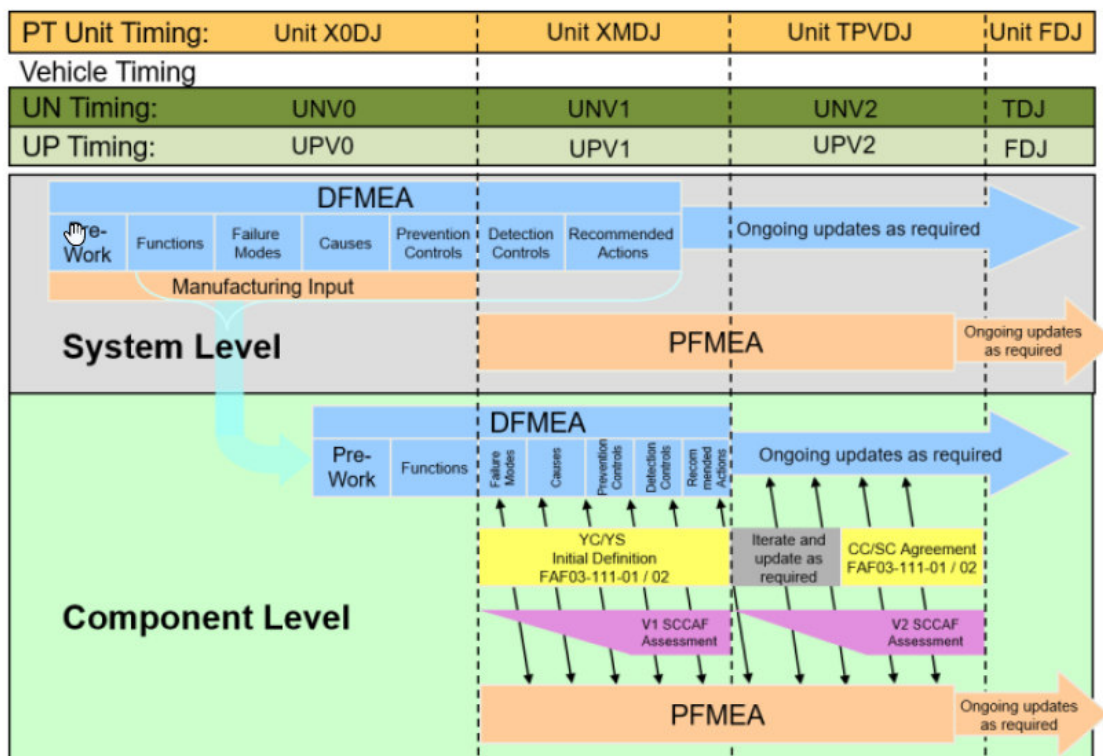 PT Unit Timing: Unit X0DJ Unit XMDJ Unit TPVDJ Unit FDJ
Vehicle Timing
UN Timing: UNV0 UNV1 UNV2 TDJ
UP Timing: UPV0 UPV1 UPV2 FDJ
DFMEA
Pre-
Work
Functions
Failure
Modes
Causes
Prevention
Controls
Detection
Controls
Recommended
Actions
Ongoing updates as required
Manufacturing Input
System Level
PFMEA
Ongoing updates
as required
DFMEA
Pre-
Work
Functions
Failure
Modes
Causes
Prevention
Controls
Detection
Controls
Recom
mended
Actions
Ongoing updates as required
YC/YS
Initial Definition
FAF03-111-01 / 02
Iterate and
update as
required
CC/SC Agreement
FAF03-111-01 / 02
Component Level
V1 SCCAF
Assessment
V2 SCCAF
Assessment
PFMEA
Ongoing updates
as required